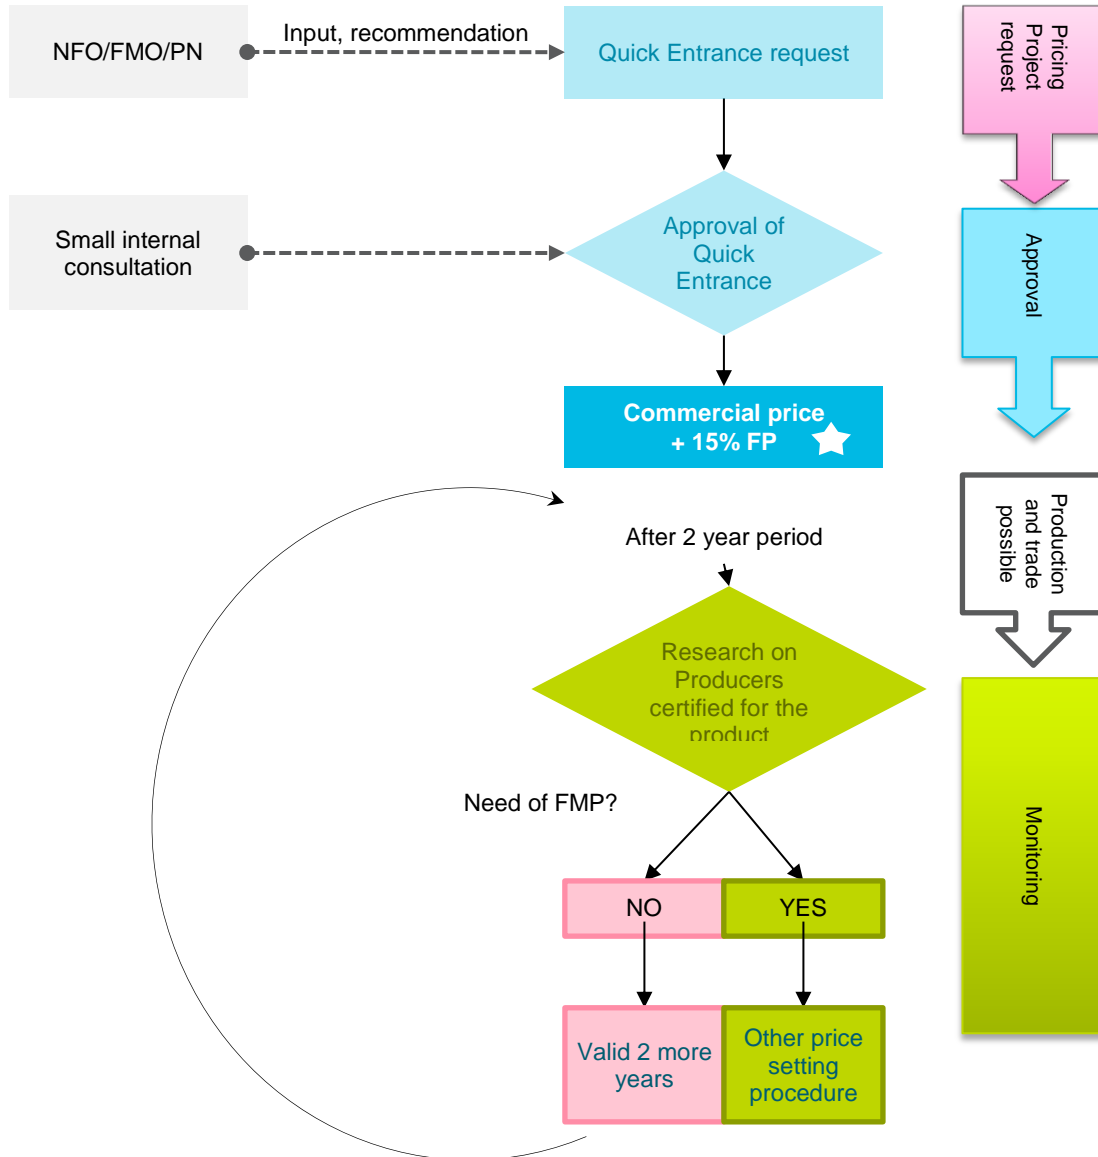 NFO/FMO/PN
Input, recommendation
Quick Entrance request
Pricing
Project
request
Small internal
consultation
Approval of
Quick
Entrance
Approval
Commercial price
+ 15% FP
Production
and trade
possible
After 2 year period
Research on
Producers
certified for the
product
Need of FMP?
Monitoring
NO
YES
Valid 2 more
years
Other price
setting
procedure